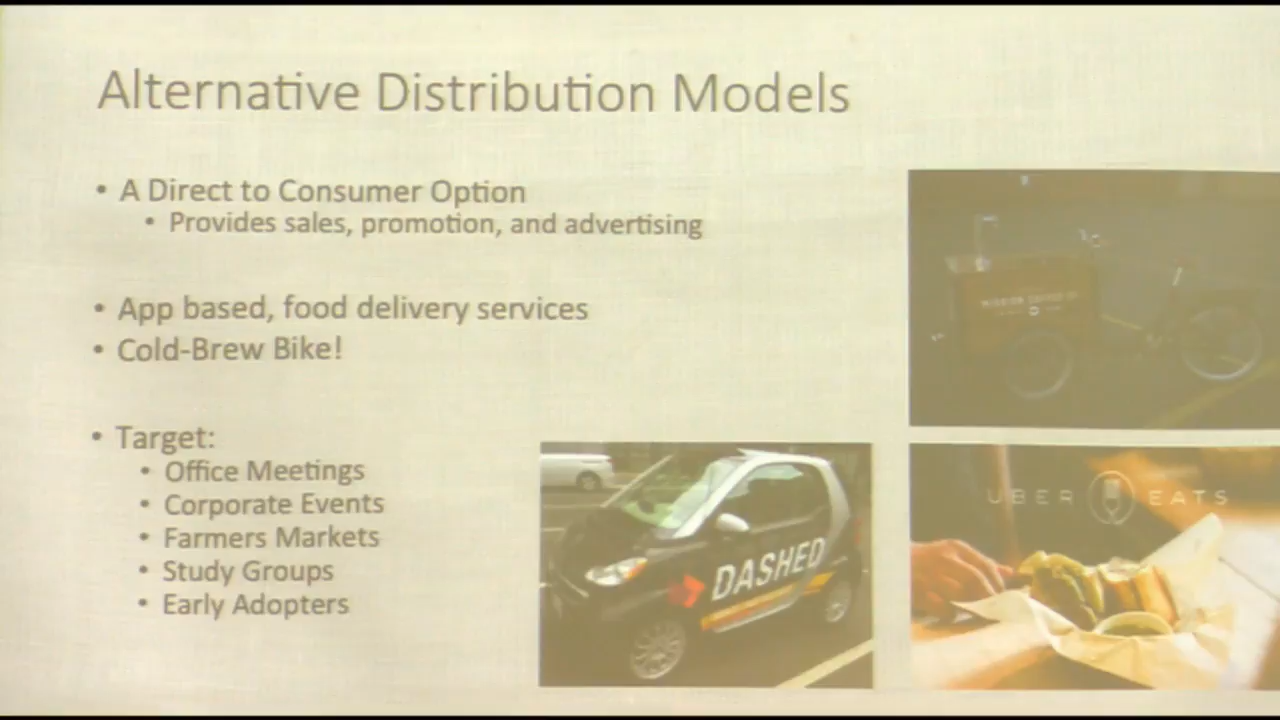 Alternative Distribution Models
• A Direct to Consumer Option
• Provides sales, promotion, and advertising
• App based, food delivery services
• Cold-Brew Bike!
• Target:
• Office Meetings
• Corporate Events
• Farmers Markets
• Study Groups
• Early Adopters
DASHED
UBER EATS